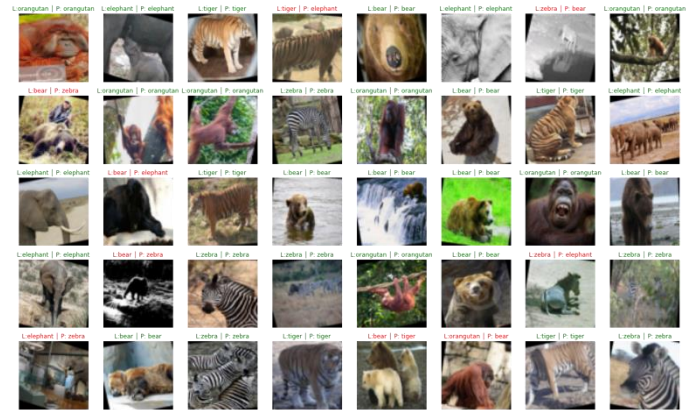 L:orangutan | P: orangutan L:elephant | P: elephant L:tiger | P: tiger L:tiger | P: elephant L:bear | P: bear L:elephant | P: elephant L:zebra | P: bear L:orangutan | P: orangutan
L:bear | P: zebra L:orangutan | P: orangutan L:orangutan | P: orangutan L:zebra | P: zebra L:orangutan | P: orangutan L:bear | P: bear L:tiger | P: tiger L:elephant | P: elephant
L:elephant | P: elephant L:bear | P: elephant L:tiger | P: tiger L:bear | P: bear L:bear | P: bear L:bear | P: bear L:orangutan | P: orangutan L:bear | P: bear
L:elephant | P: elephant L:bear | P: zebra L:zebra | P: zebra L:zebra | P: zebra L:orangutan | P: orangutan L:bear | P: bear L:zebra | P: elephant L:zebra | P: zebra
L:elephant | P: zebra L:bear | P: bear L:zebra | P: zebra L:tiger | P: tiger L:bear | P: tiger L:orangutan | P: bear L:tiger | P: tiger L:zebra | P: zebra